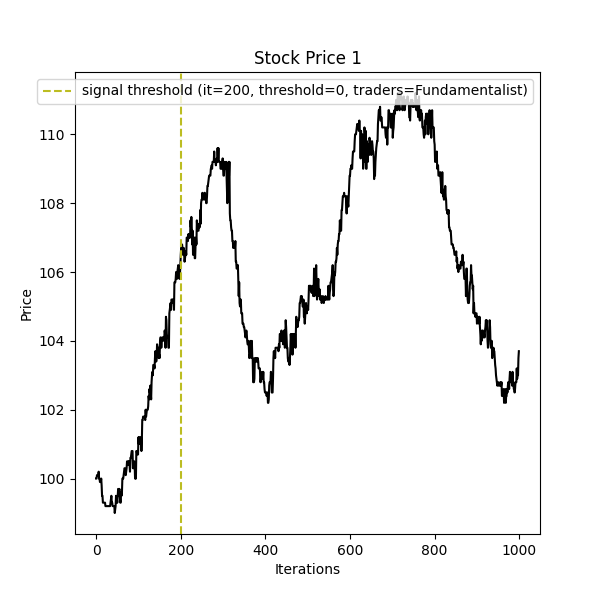 Stock Price 1
signal threshold (it=200, threshold=0, traders=Fundamentalist)
110
108
106
104
102
100
Price
0 200 400 600 800 1000
Iterations